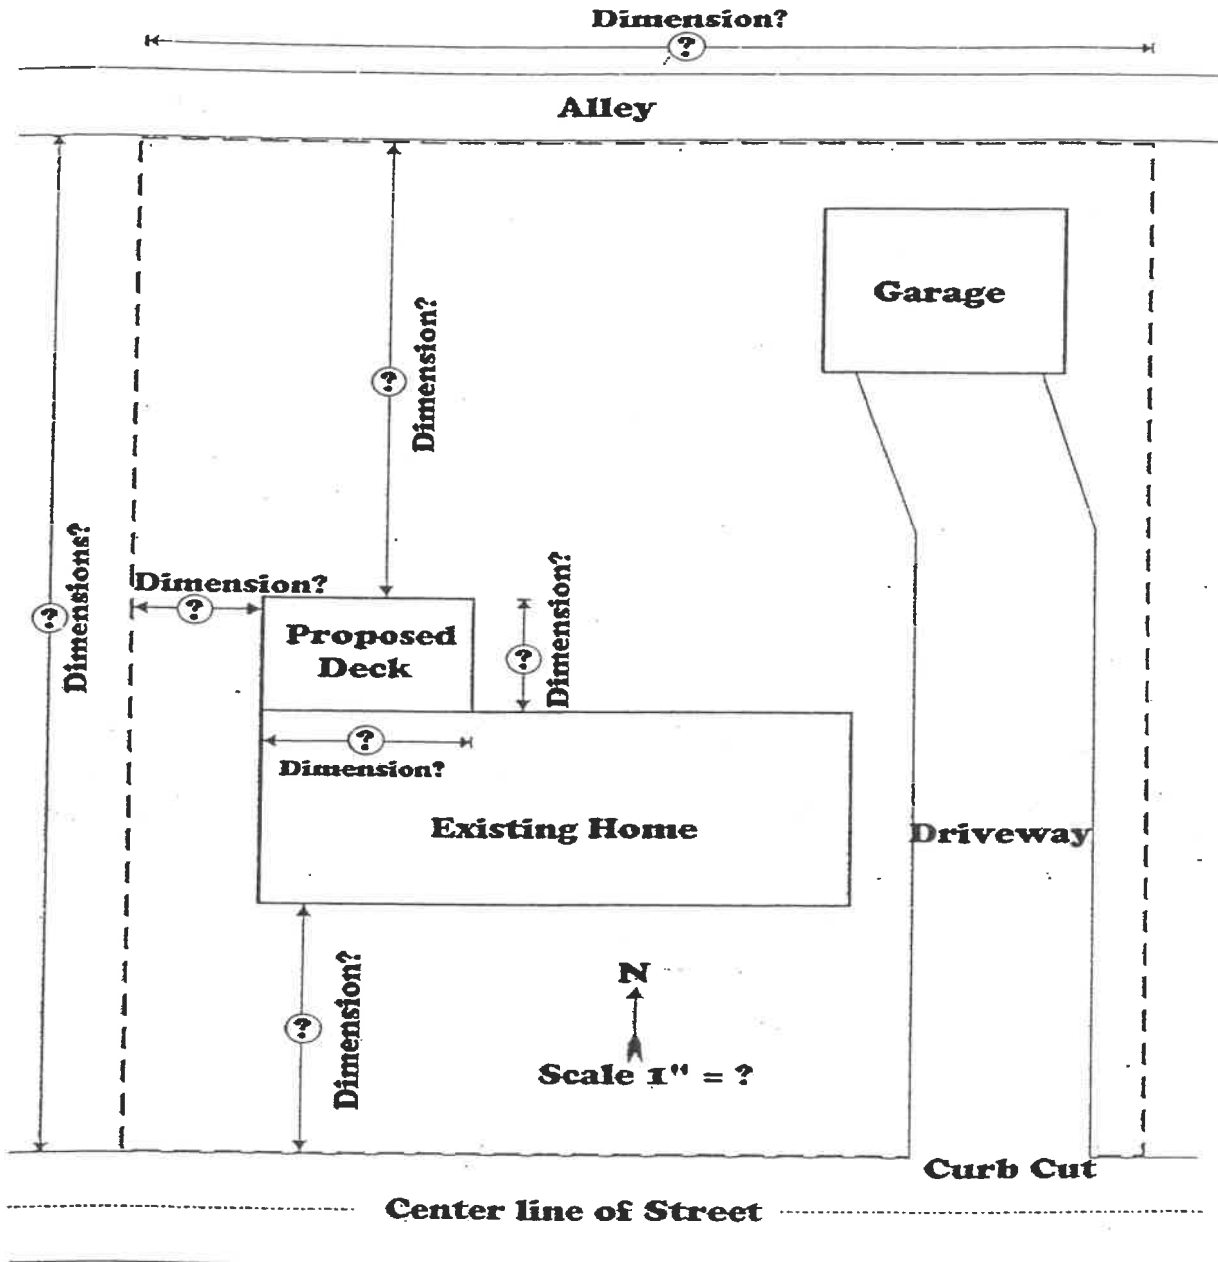 Dimension?
?
Alley
Garage
Dimension?
?
Dimensions?
?
Dimension?
?
Proposed
Deck
Dimension?
?
?
Dimension?
Existing Home
Driveway
Dimension?
?
N
Scale 1" = ?
Curb Cut
Center line of Street